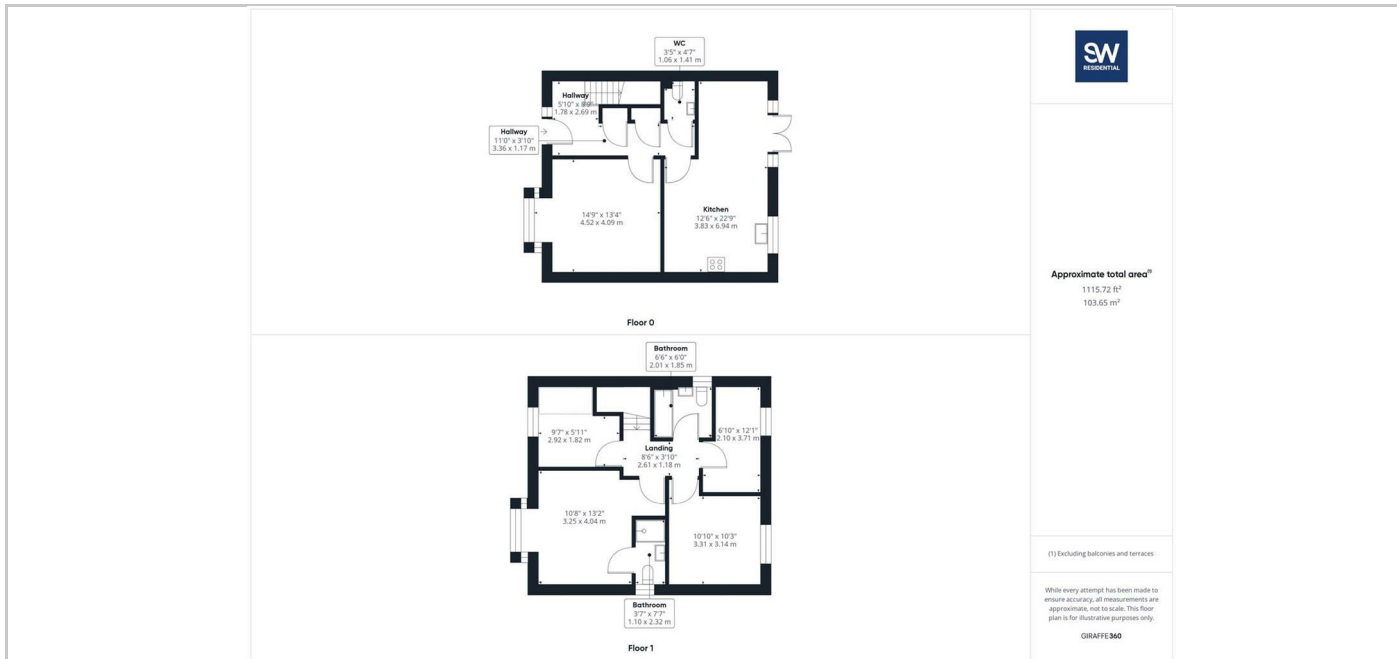 WC
3'5" x 4'7"
1.06 x 1.41 m
Hallway
1.78 x 2.69 m
Hallway
11'0" x 3'10"
3.36 x 1.17 m
14'9" x 13'4"
4.52 x 4.09 m
Kitchen
12'6" x 22'9"
3.83 x 6.94 m
Floor 0
Bathroom
6'6" x 6'0"
2.01 x 1.85 m
9'7" x 5'11"
2.92 x 1.82 m
Landing
8'6" x 3'10"
2.61 x 1.18 m
6'10" x 12'1"
2.10 x 3.71 m
10'8" x 13'2"
3.25 x 4.04 m
10'10" x 10'3"
3.31 x 3.14 m
Bathroom
3'7" x 7'7"
1.10 x 2.32 m
Floor 1
SW
RESIDENTIAL
Approximate total area⁽¹⁾
1115.72 ft²
103.65 m²
(1) Excluding balconies and terraces
While every attempt has been made to
ensure accuracy, all measurements are
approximate, not to scale. This floor
plan is for illustrative purposes only.
GIRAFFE360